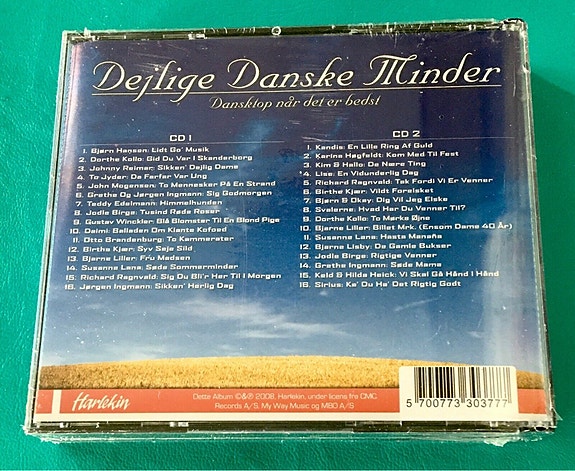 Dejlige Danske Minder
Dansktop når det er bedst
CD 1
1. Bjørn Hansen: Lidt Go' Musik
2. Dorthe Kollo: Gid Du Var I Skanderborg
3. Johnny Reimar: Sikken' Dejlig Dame
4. To Jydar: Da Farfar Var Ung
5. John Mogensen: To Mennesker På En Strand
6. Grethe Og Jørgen Ingmann: Sig Godmorgen
7. Teddy Edelmann: Himmelhunden
8. Jodle Birge: Tusind Røde Roser
9. Gustav Winckler: Blå Blomster Til En Blond Pige
10. Daimi: Balladen Om Klante Kofoed
11. Otto Brandenburg: To Kammerater
12. Birthe Kjær: Syv Seje Sild
13. Bjarne Liller: Fru Madsen
14. Susanne Lana: Søde Sommerminder
15. Richard Ragnvald: Sig Du Bli'r Her Til I Morgen
16. Jørgen Ingmann: Sikken' Herlig Dag
CD 2
1. Kandis: En Lille Ring Af Guld
2. Karina Høgfeldt: Kom Med Til Fest
3. Kim & Hallo: De Nære Ting
4. Liss: En Vidunderlig Dag
5. Richard Ragnvald: Tak Fordi Vi Er Venner
6. Birthe Kjær: Vildt Forelsket
7. Bjørn & Okay: Dig Vil Jeg Elske
8. Svalerne: Hvad Har Du Venner Til?
9. Dorthe Kollo: To Mørke Øjne
10. Bjarne Liller: Billet Mrk. (Ensom Dame 40 År)
11. Susanne Lana: Hasta Mañana
12. Bjarne Lisby: De Gamle Bukser
13. Jodle Birge: Rigtige Venner
14. Grethe Ingmann: Søde Mama
15. Keld & Hilda Heick: Vi Skal Gå Hånd I Hånd
16. Sirius: Ka' Du Ha' Det Rigtig Godt
Harlekin
Dette Album ©&℗ 2008, Harlekin, under licens fra CMC
Records A/S, My Way Music og MBO A/S
5 700773 303777